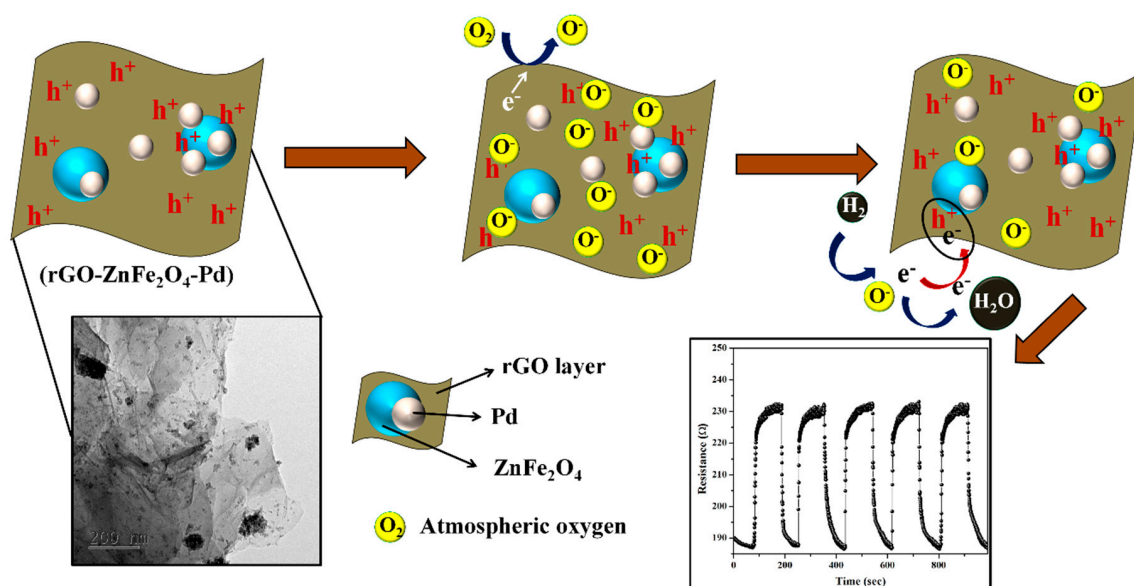 h⁺
h⁺
h⁺
h⁺
h⁺
h⁺
h⁺
h⁺
h⁺
(rGO-ZnFe₂O₄-Pd)
200 nm
O₂
O⁻
e⁻
h⁺
O⁻
O⁻
O⁻
h⁺
h⁺
O⁻
h⁺
h
O⁻
O⁻
h
h⁺
h⁺
O⁻
O⁻
O⁻
h⁺
O⁻
h⁺
h⁺
h⁺
O⁻
h⁺
h⁺
h⁺
h⁺
h⁺
e⁻
O⁻
H₂
O⁻
e⁻
e⁻
H₂O
rGO layer
Pd
ZnFe₂O₄
O₂ Atmospheric oxygen
Resistance (Ω)
250
240
230
220
210
200
190
0 200 400 600 800
Time (sec)